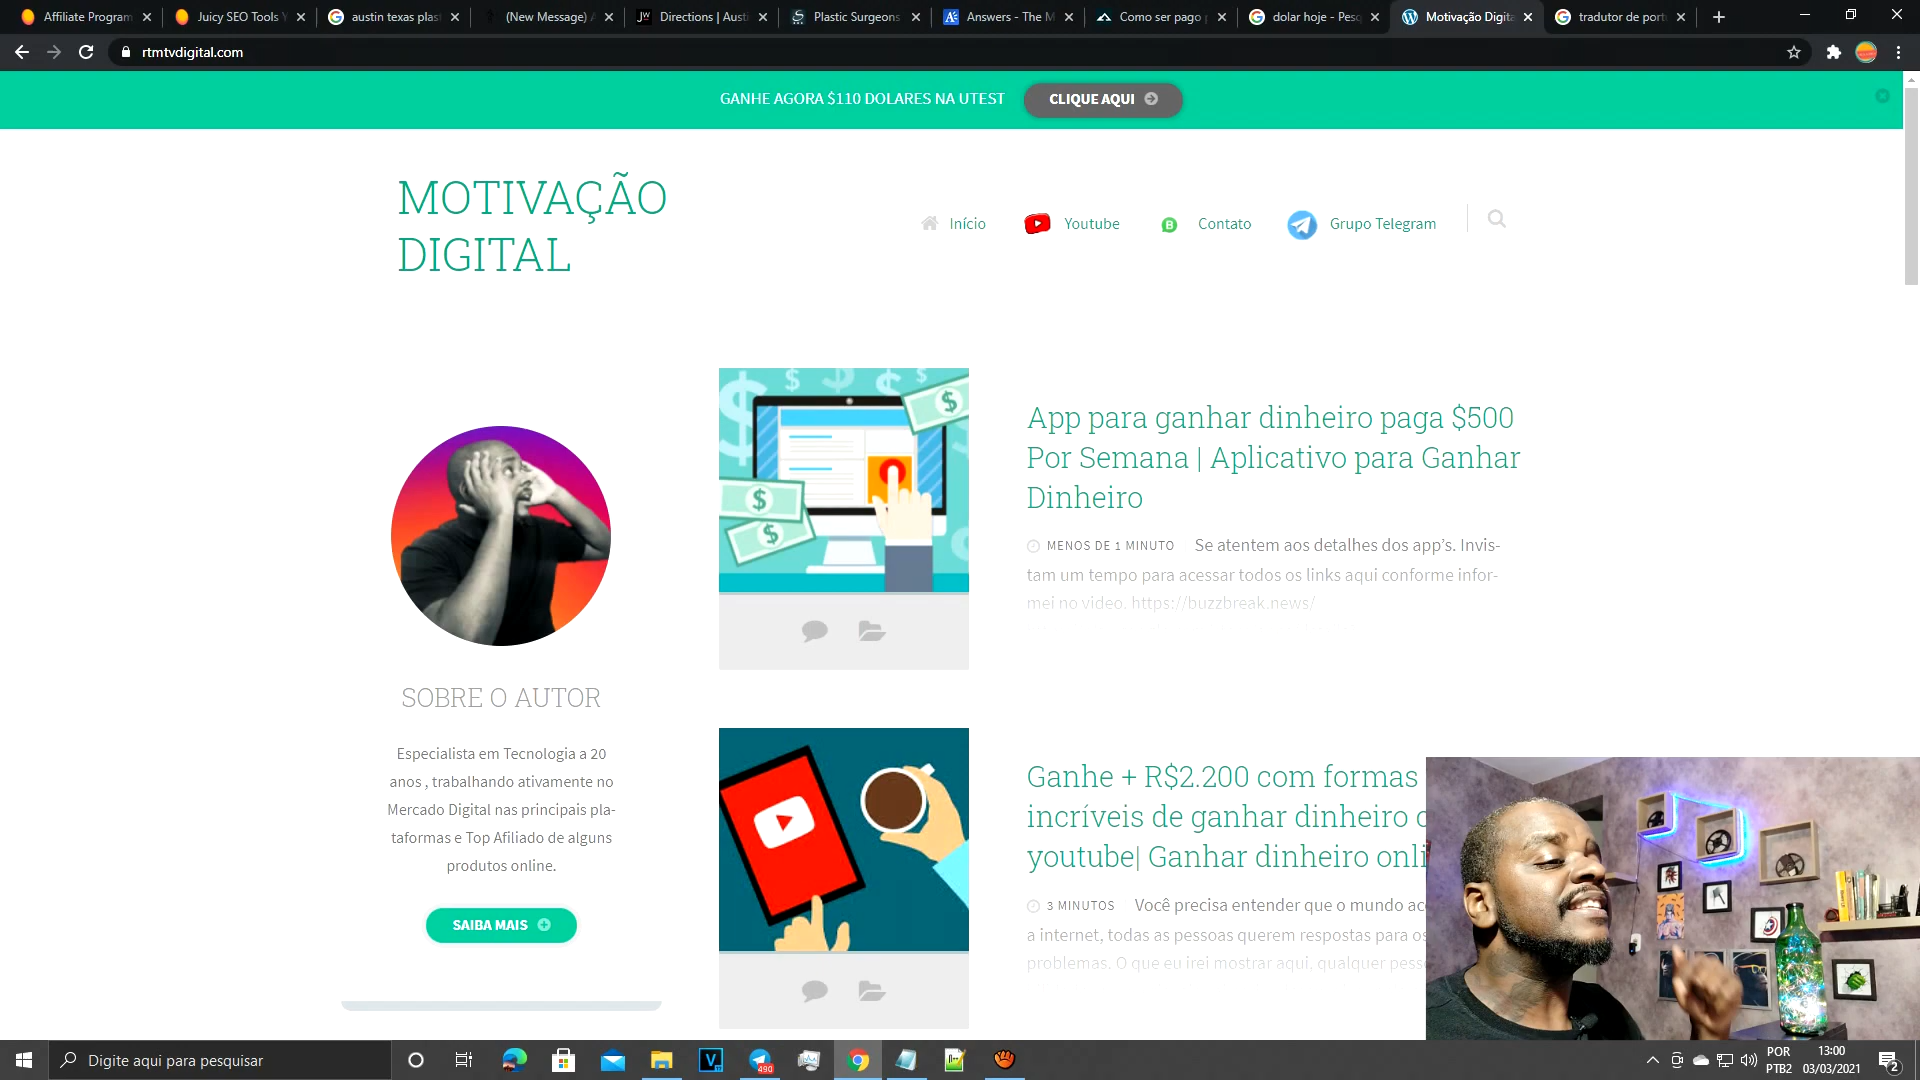 Affiliate Program
Juicy SEO Tools Y
austin texas plast
(New Message) A
Directions | Aust
Plastic Surgeons
Answers - The M
Como ser pago p
dolar hoje - Pesq
Motivação Digita
tradutor de port
rtmtvdigital.com
GANHE AGORA $110 DOLARES NA UTEST
CLIQUE AQUI
MOTIVAÇÃO
DIGITAL
Início
Youtube
Contato
Grupo Telegram
App para ganhar dinheiro paga $500
Por Semana | Aplicativo para Ganhar
Dinheiro
MENOS DE 1 MINUTO Se atentem aos detalhes dos app's. Invis-
tam um tempo para acessar todos os links aqui conforme infor-
mei no video. https://buzzbreak.news/
SOBRE O AUTOR
Especialista em Tecnologia a 20
anos , trabalhando ativamente no
Mercado Digital nas principais pla-
taformas e Top Afiliado de alguns
produtos online.
SAIBA MAIS
Ganhe + R$2.200 com formas
incríveis de ganhar dinheiro
youtube| Ganhar dinheiro onli
3 MINUTOS Você precisa entender que o mundo
a internet, todas as pessoas querem respostas para os
problemas. O que eu irei mostrar aqui, qualquer
Digite aqui para pesquisar
490
POR
PTB2
13:00
03/03/2021
2